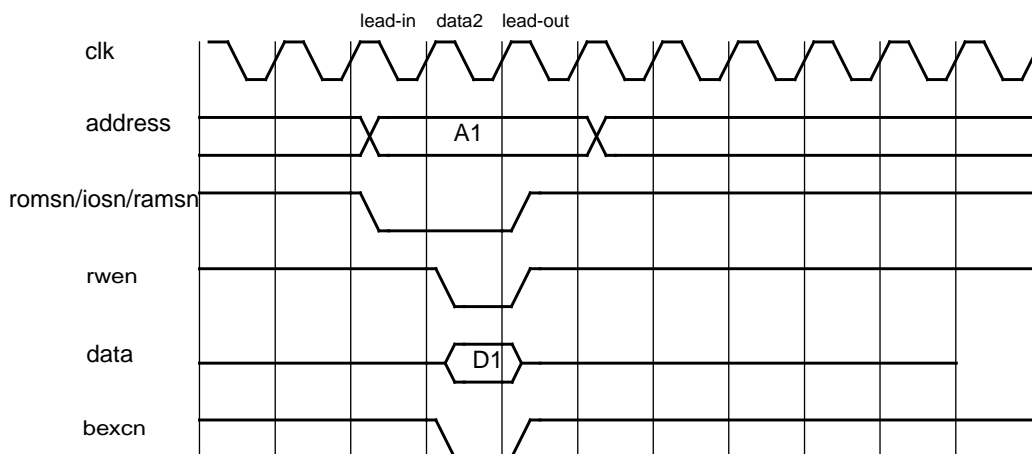 lead-in data2 lead-out
clk
address
A1
romsn/iosn/ramsn
rwen
data
D1
bexcn